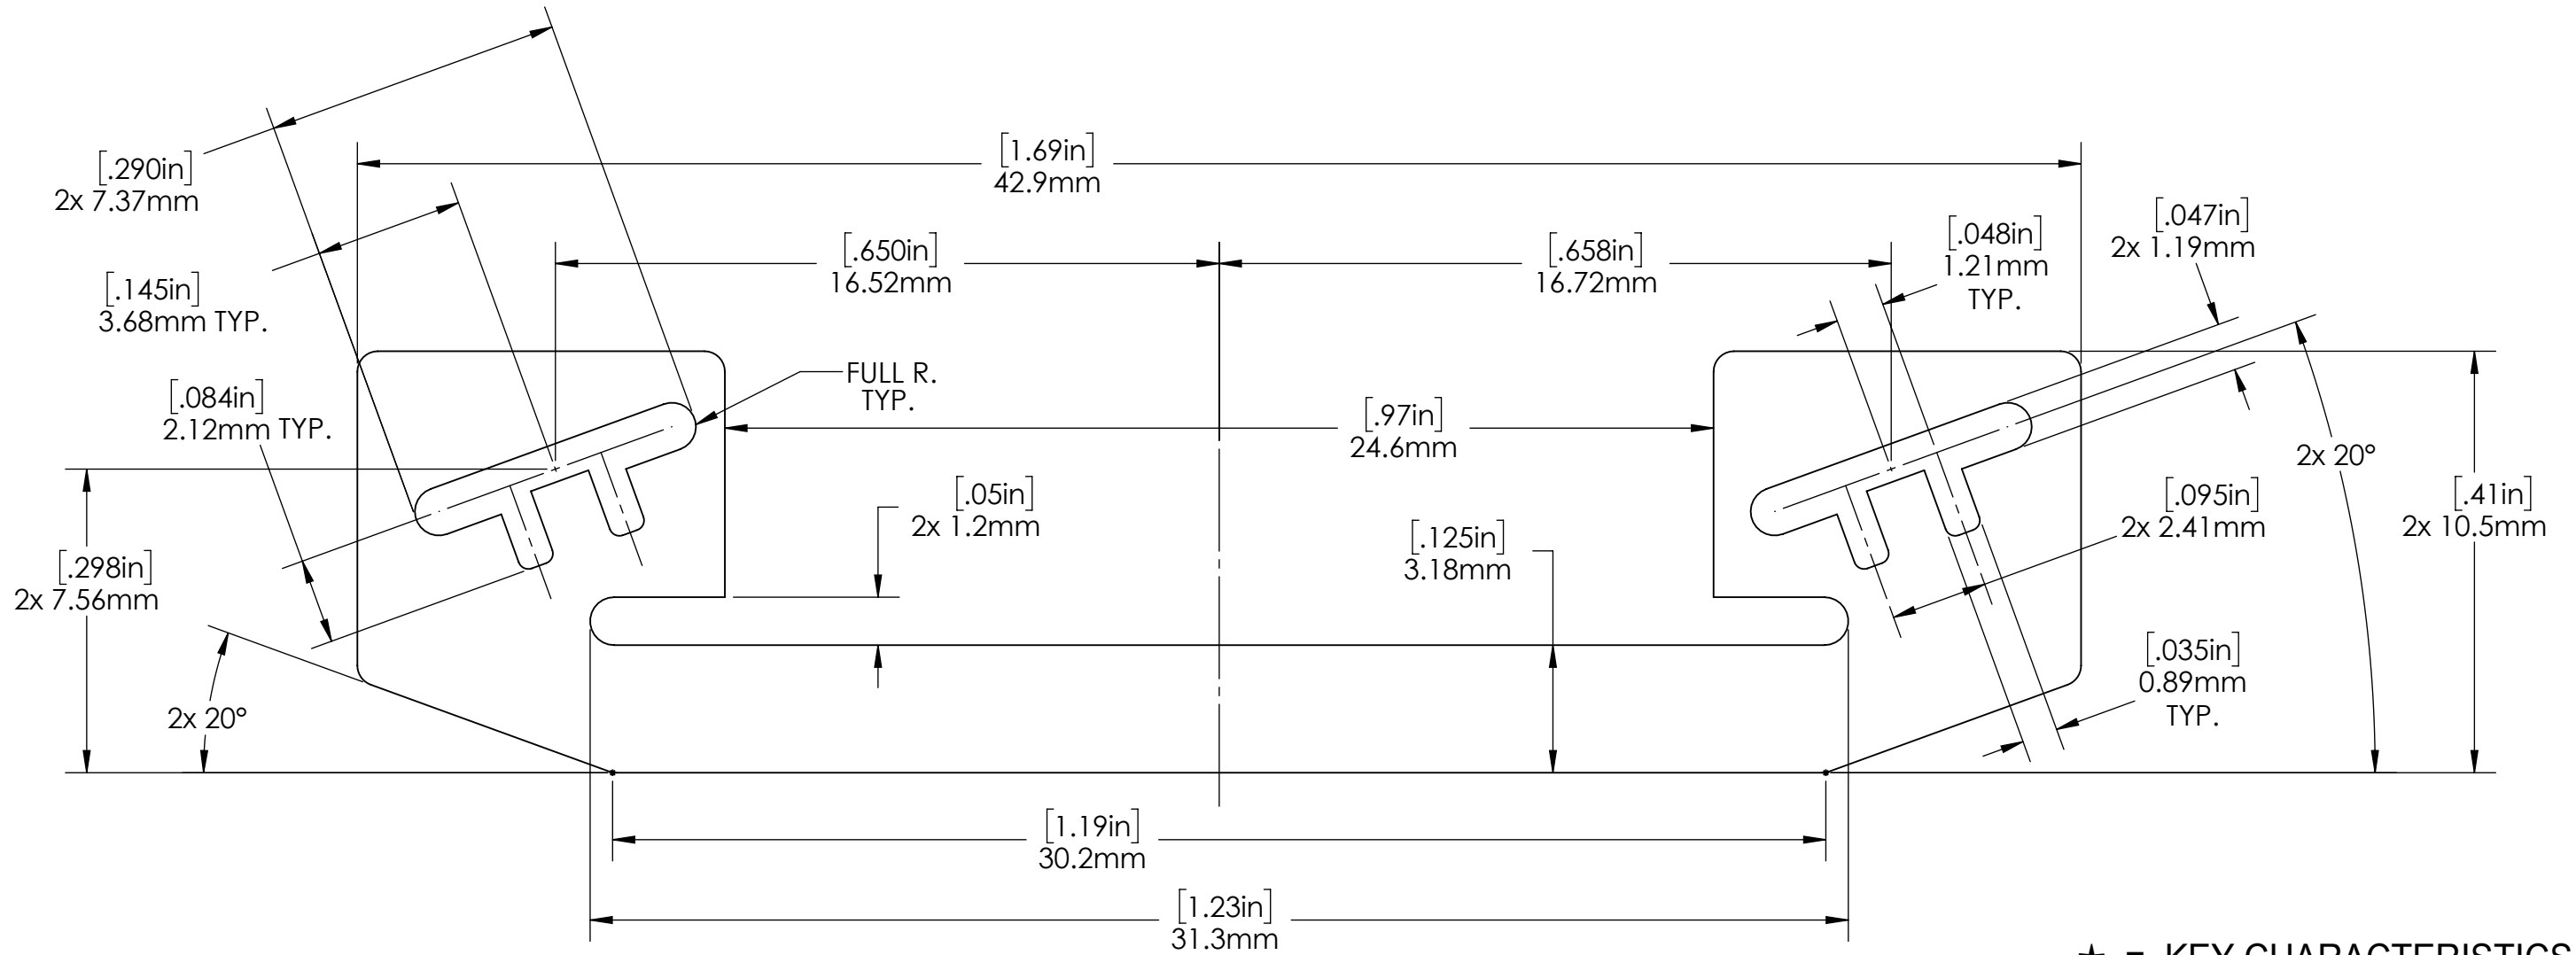 [.290in]
2x 7.37mm
[1.69in]
42.9mm
[.047in]
2x 1.19mm
[.048in]
1.21mm
TYP.
[.650in]
16.52mm
[.658in]
16.72mm
[.145in]
3.68mm TYP.
FULL R.
TYP.
[.084in]
2.12mm TYP.
[.97in]
24.6mm
2x 20°
[.05in]
2x 1.2mm
[.095in]
2x 2.41mm
[.41in]
2x 10.5mm
[.125in]
3.18mm
[.298in]
2x 7.56mm
[.035in]
0.89mm
TYP.
2x 20°
[1.19in]
30.2mm
[1.23in]
31.3mm
★ = KEY CHARACTERISTICS